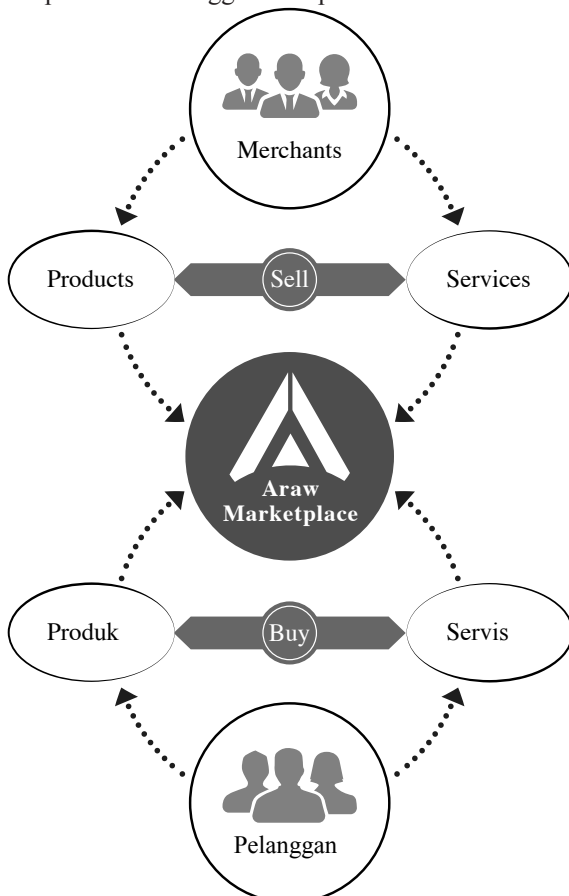 Merchants
Products
Sell
Services
Araw
Marketplace
Produk
Buy
Servis
Pelanggan